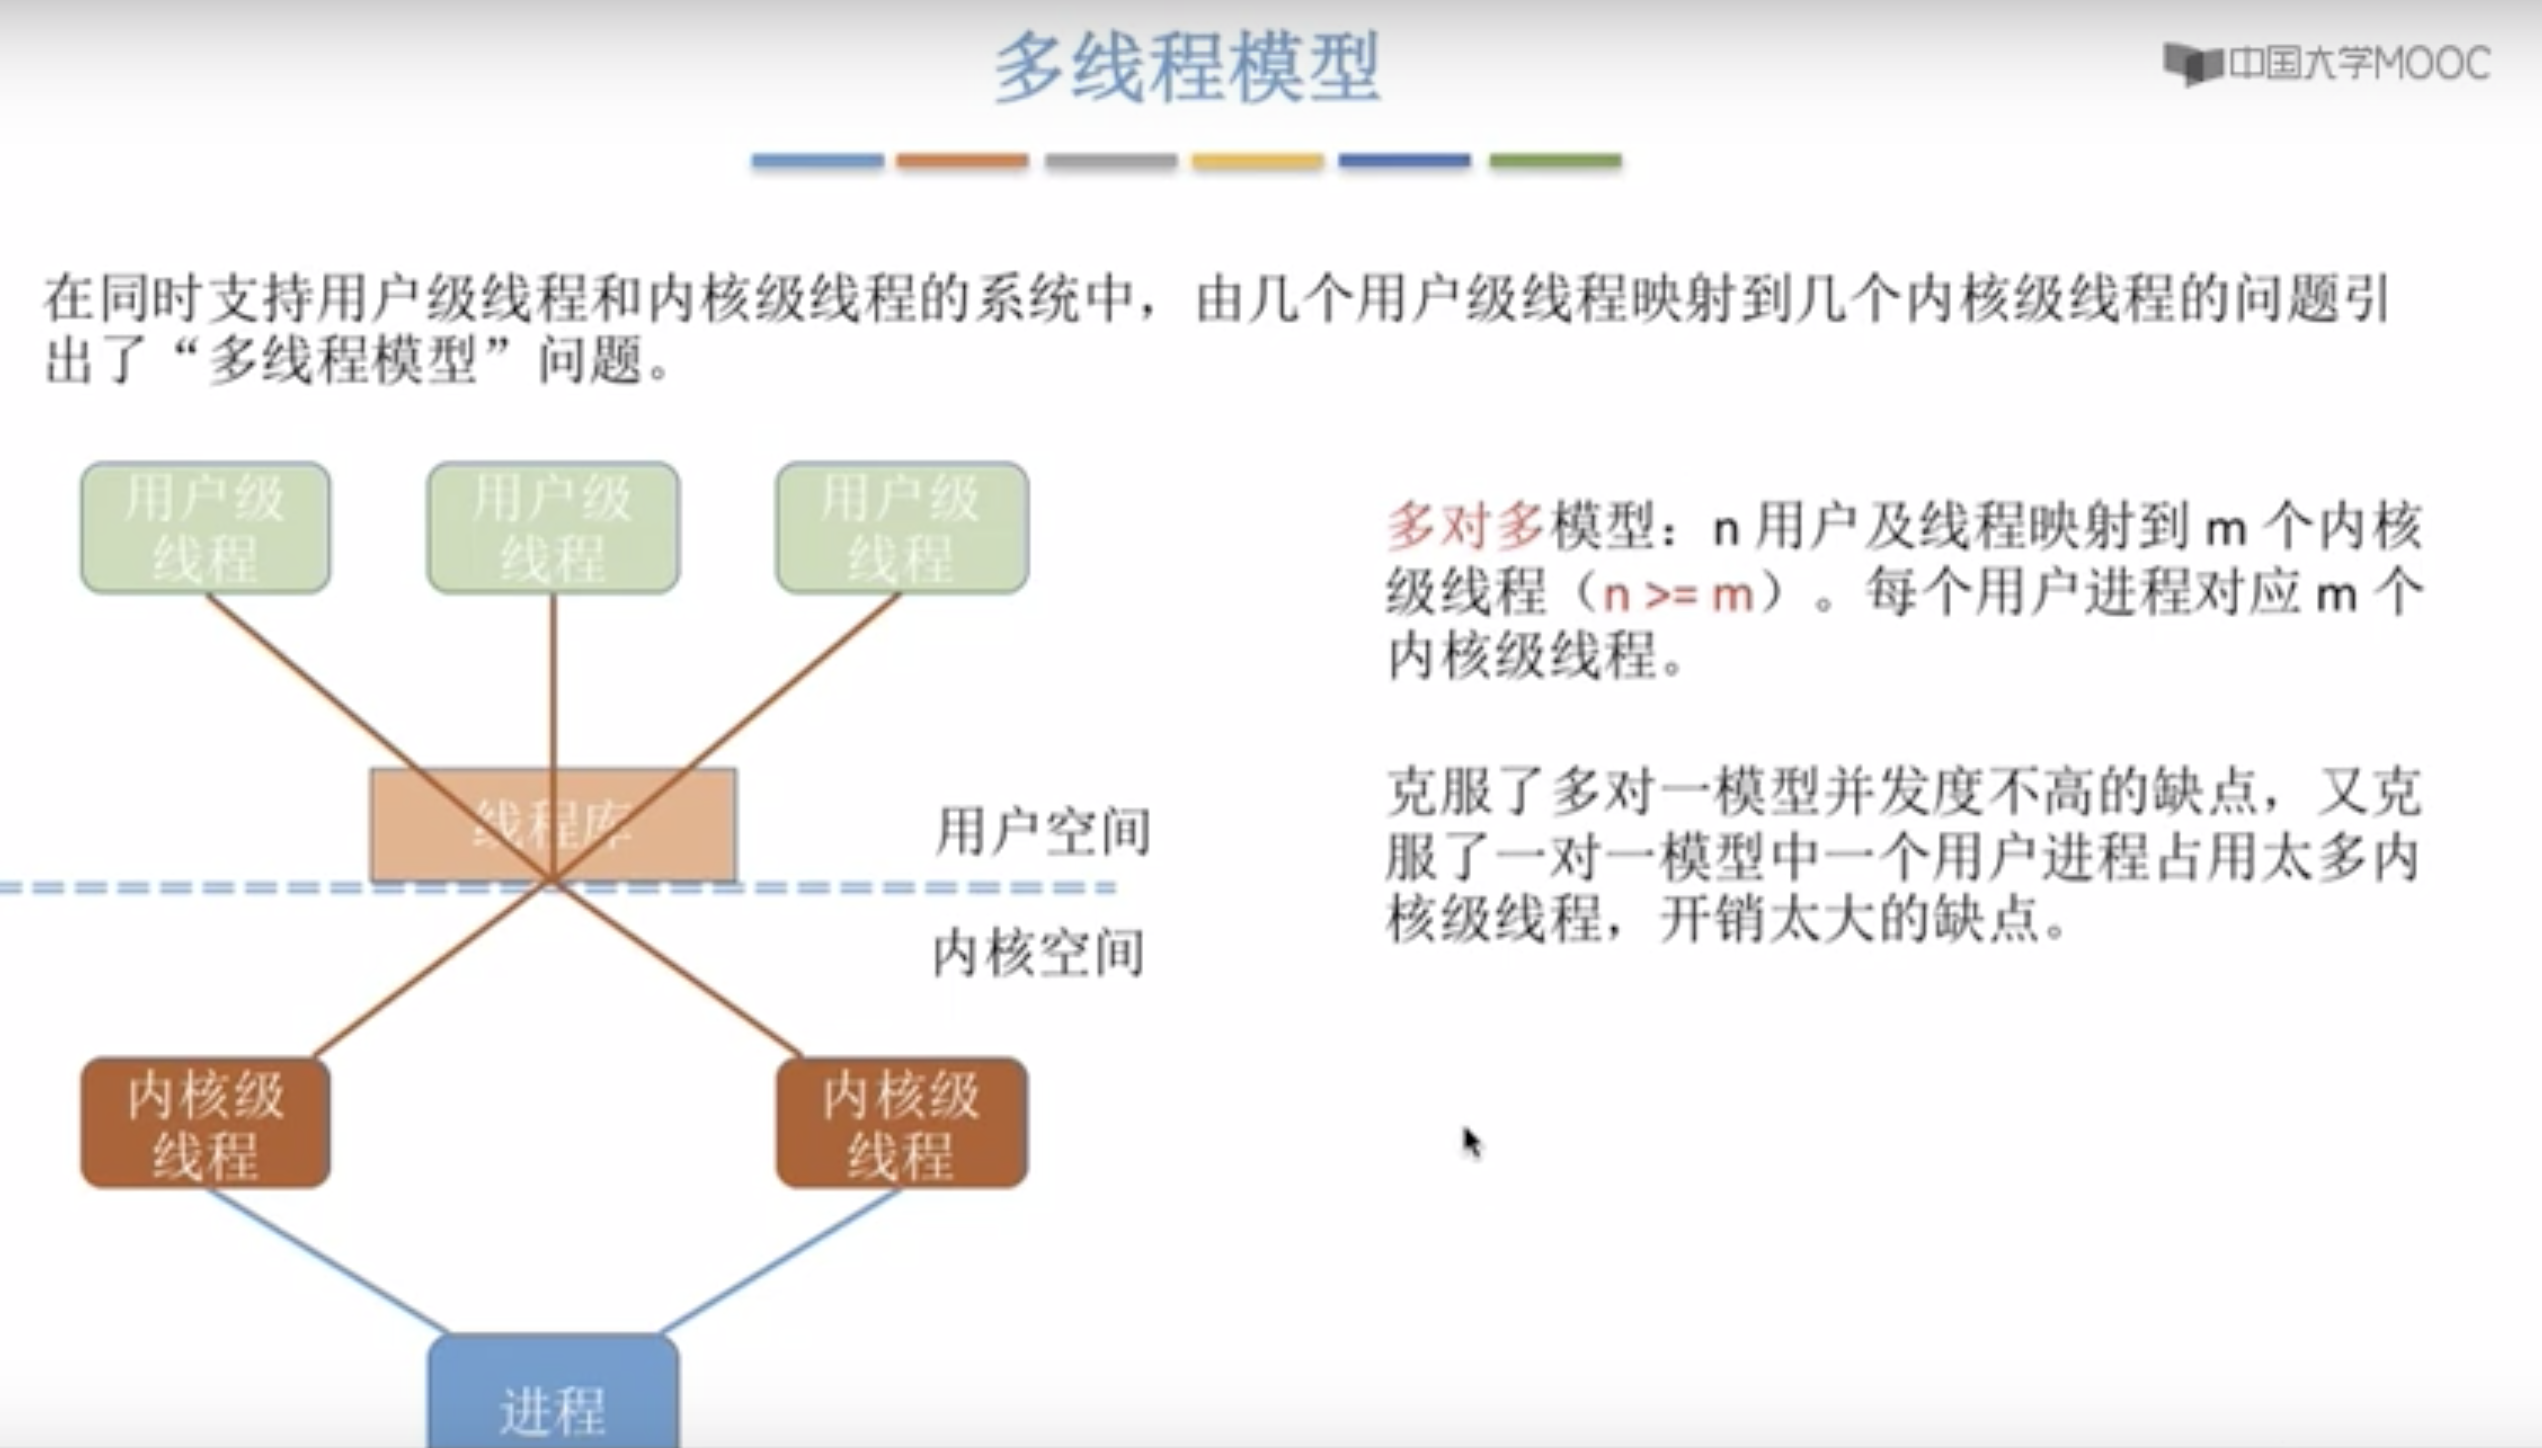 多线程模型
中国大学MOOC
在同时支持用户级线程和内核级线程的系统中，由几个用户级线程映射到几个内核级线程的问题引
出了“多线程模型”问题。
用户级
线程
用户级
线程
用户级
线程
线程库
用户空间
内核空间
内核级
线程
内核级
线程
进程
多对多模型：n 用户及线程映射到 m 个内核
级线程（n >= m）。每个用户进程对应 m 个
内核级线程。
克服了多对一模型并发度不高的缺点，又克
服了一对一模型中一个用户进程占用太多内
核级线程，开销太大的缺点。